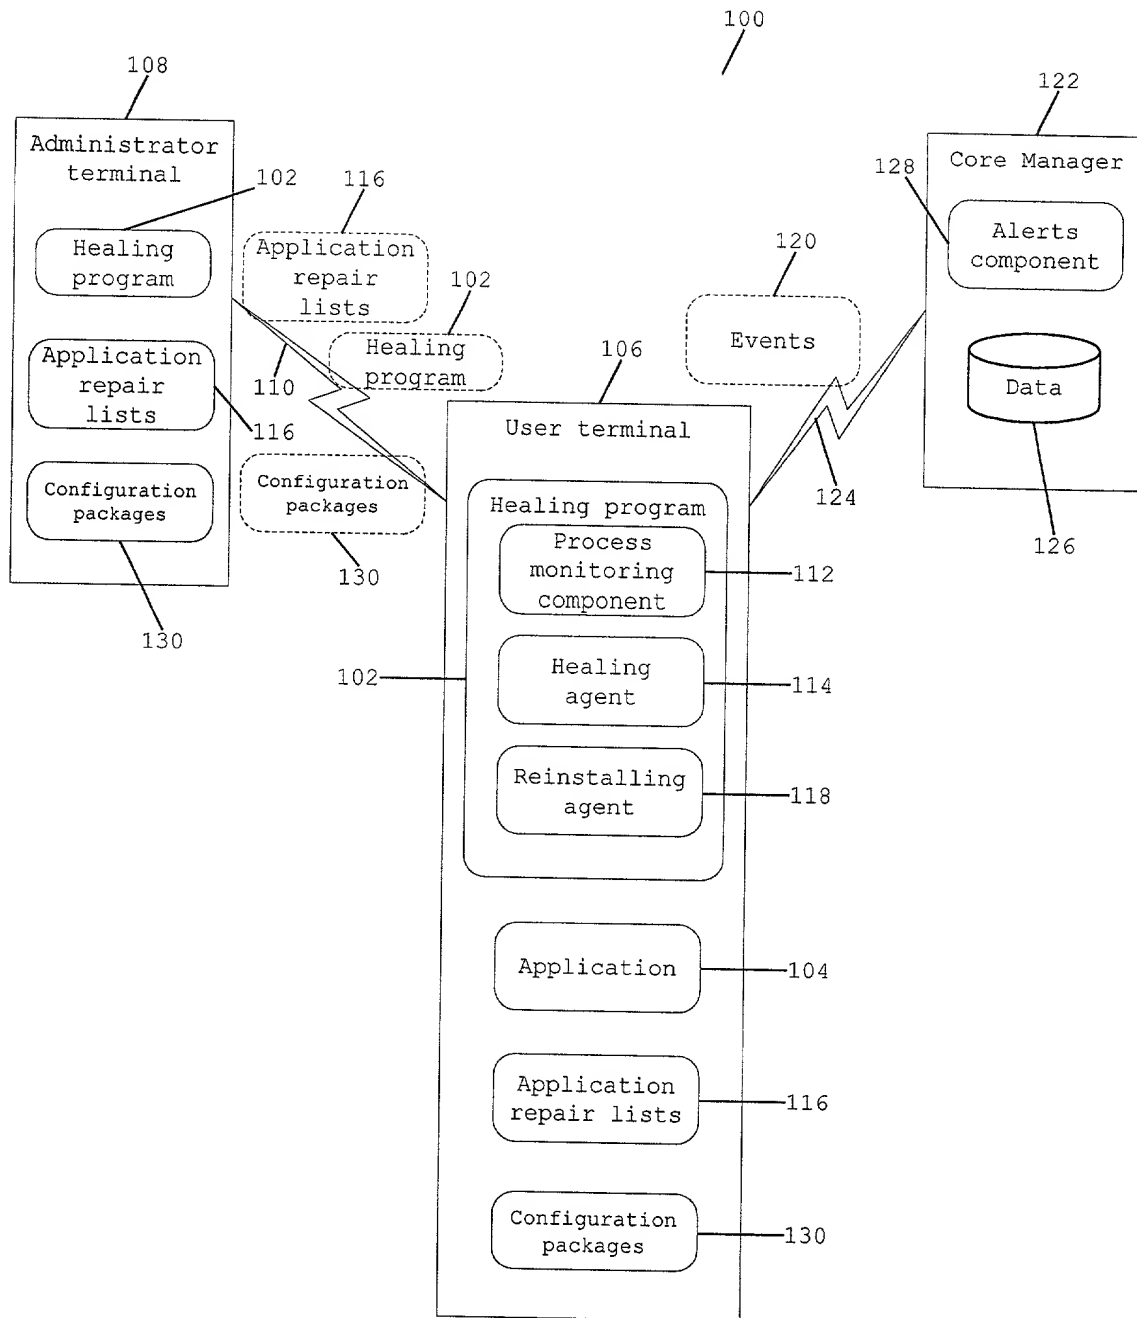 100
108
Administrator
terminal
102
Healing
program
Application
repair
lists
116
Configuration
packages
130
116
Application
repair
lists
102
Healing
program
110
Configuration
packages
130
106
User terminal
Healing program
Process
monitoring
component
112
102
Healing
agent
114
Reinstalling
agent
118
Application
104
Application
repair lists
116
Configuration
packages
130
120
Events
124
122
Core Manager
128
Alerts
component
Data
126